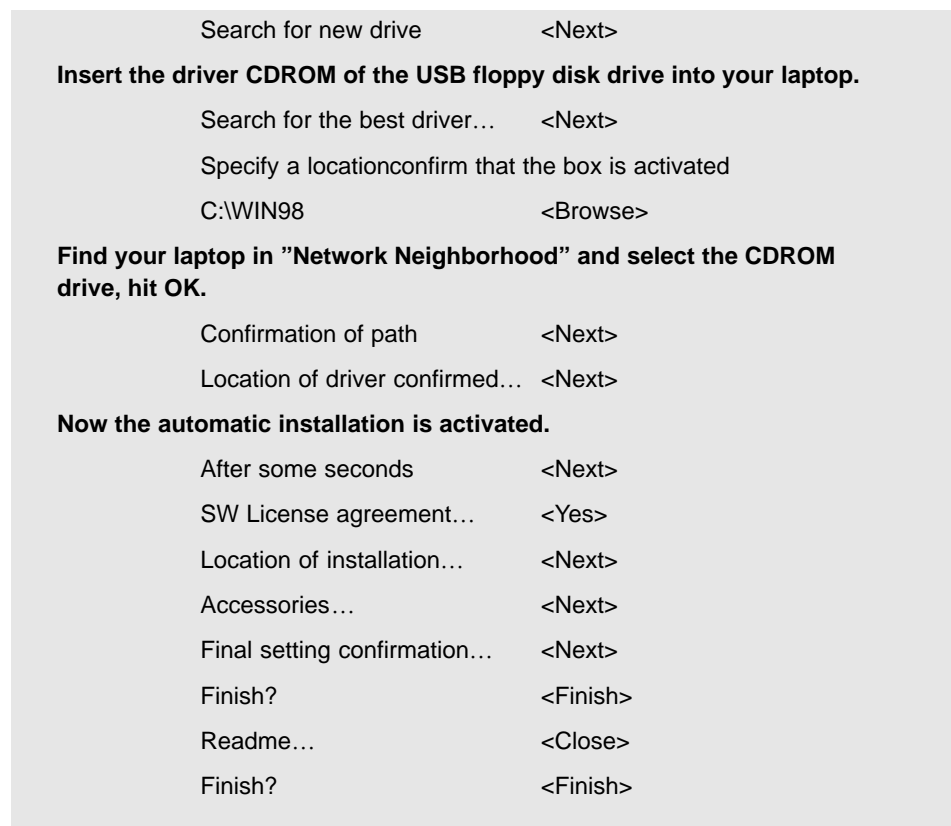 Search for new drive <Next>
Insert the driver CDROM of the USB floppy disk drive into your laptop.
Search for the best driver… <Next>
Specify a locationconfirm that the box is activated
C:\WIN98 <Browse>
Find your laptop in ”Network Neighborhood” and select the CDROM
drive, hit OK.
Confirmation of path <Next>
Location of driver confirmed… <Next>
Now the automatic installation is activated.
After some seconds <Next>
SW License agreement… <Yes>
Location of installation… <Next>
Accessories… <Next>
Final setting confirmation… <Next>
Finish? <Finish>
Readme… <Close>
Finish? <Finish>